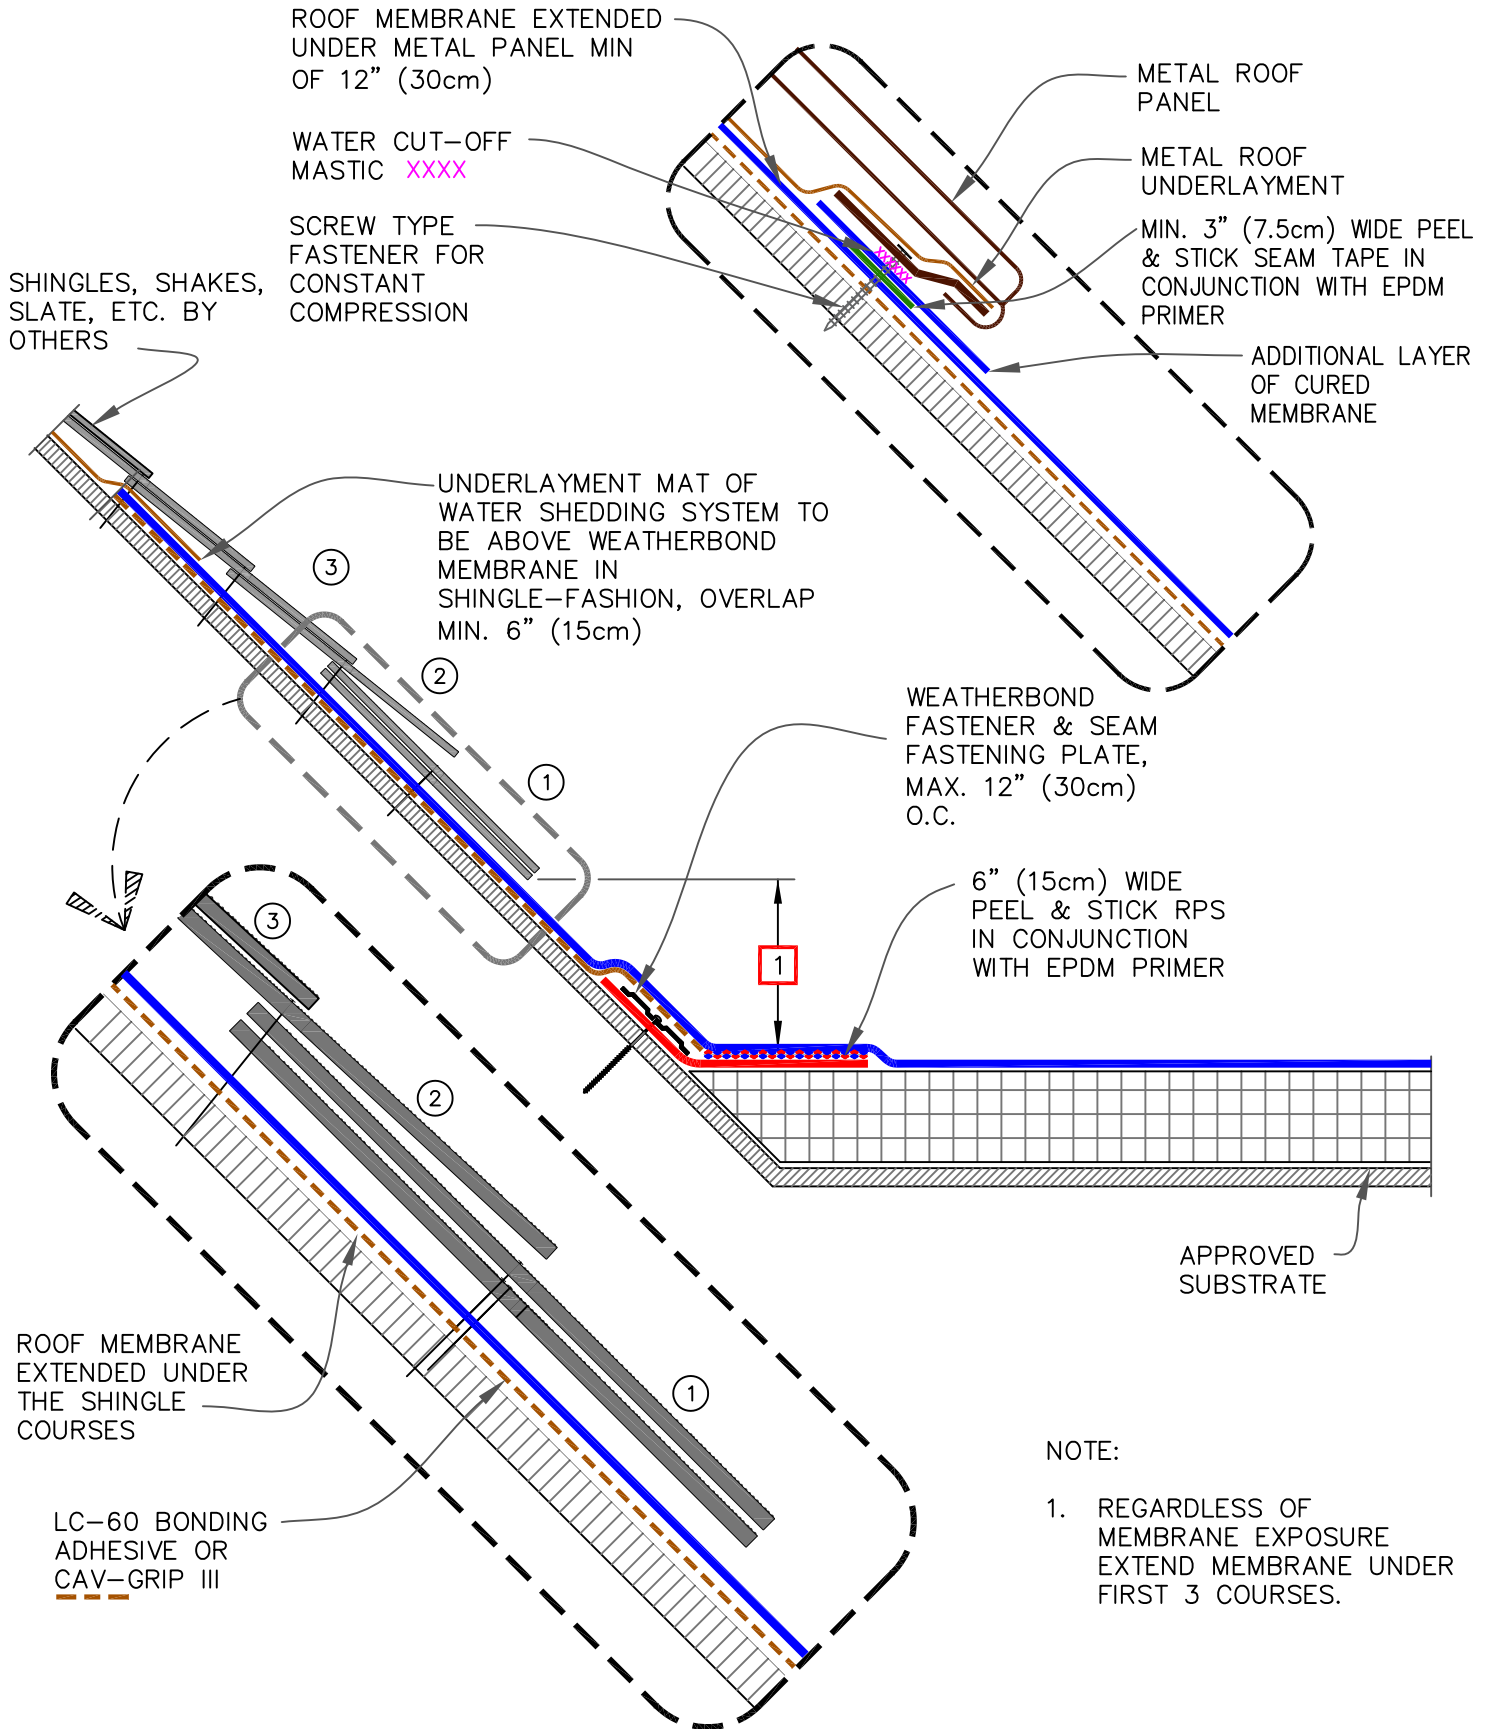 ROOF MEMBRANE EXTENDED
UNDER METAL PANEL MIN
OF 12” (30cm)
WATER CUT-OFF
MASTIC XXXX
SCREW TYPE
FASTENER FOR
CONSTANT
COMPRESSION
SHINGLES, SHAKES,
SLATE, ETC. BY
OTHERS
METAL ROOF
PANEL
METAL ROOF
UNDERLAYMENT
MIN. 3” (7.5cm) WIDE PEEL
& STICK SEAM TAPE IN
CONJUNCTION WITH EPDM
PRIMER
ADDITIONAL LAYER
OF CURED
MEMBRANE
UNDERLAYMENT MAT OF
WATER SHEDDING SYSTEM TO
BE ABOVE WEATHERBOND
MEMBRANE IN
SHINGLE-FASHION, OVERLAP
MIN. 6” (15cm)
3
2
1
WEATHERBOND
FASTENER & SEAM
FASTENING PLATE,
MAX. 12” (30cm)
O.C.
6” (15cm) WIDE
PEEL & STICK RPS
IN CONJUNCTION
WITH EPDM PRIMER
1
3
2
1
APPROVED
SUBSTRATE
ROOF MEMBRANE
EXTENDED UNDER
THE SHINGLE
COURSES
LC-60 BONDING
ADHESIVE OR
CAV-GRIP III
NOTE:
1. REGARDLESS OF
MEMBRANE EXPOSURE
EXTEND MEMBRANE UNDER
FIRST 3 COURSES.